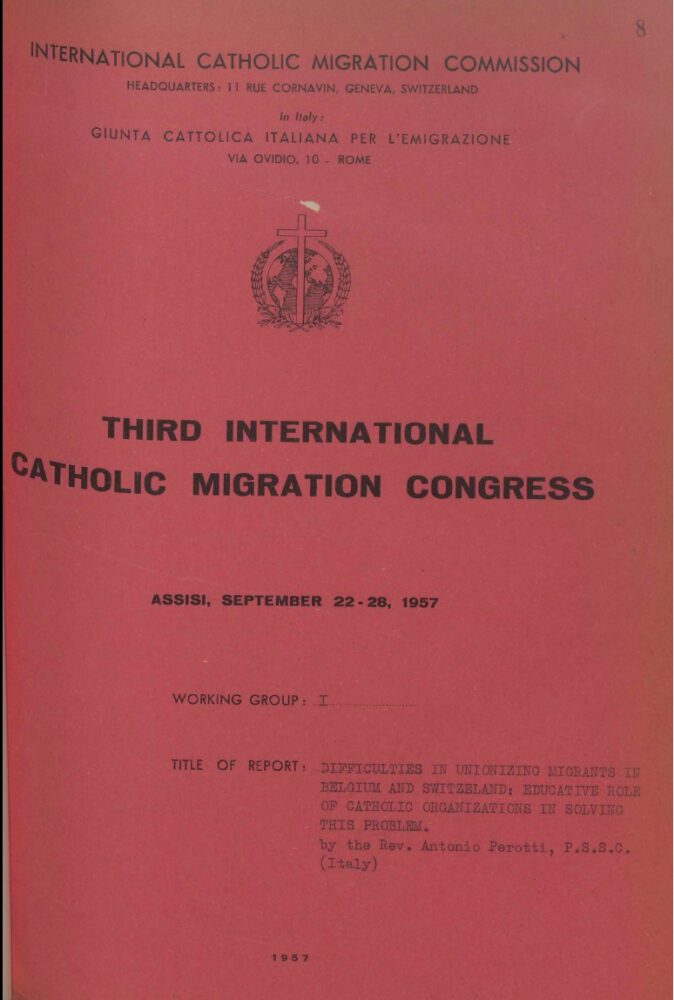 8
INTERNATIONAL CATHOLIC MIGRATION COMMISSION
HEADQUARTERS: 11 RUE CORNAVIN, GENEVA, SWITZERLAND
In Italy:
GIUNTA CATTOLICA ITALIANA PER L'EMIGRAZIONE
VIA OVIDIO, 10 - ROME
THIRD INTERNATIONAL
CATHOLIC MIGRATION CONGRESS
ASSISI, SEPTEMBER 22-28, 1957
WORKING GROUP: I
TITLE OF REPORT: DIFFICULTIES IN UNIONIZING MIGRANTS IN
BELGIUM AND SWITZELAND: EDUCATIVE ROLE
OF CATHOLIC ORGANIZATIONS IN SOLVING
THIS PROBLEM.
by the Rev. Antonio Perotti, P.S.S.C.
(Italy)
1957